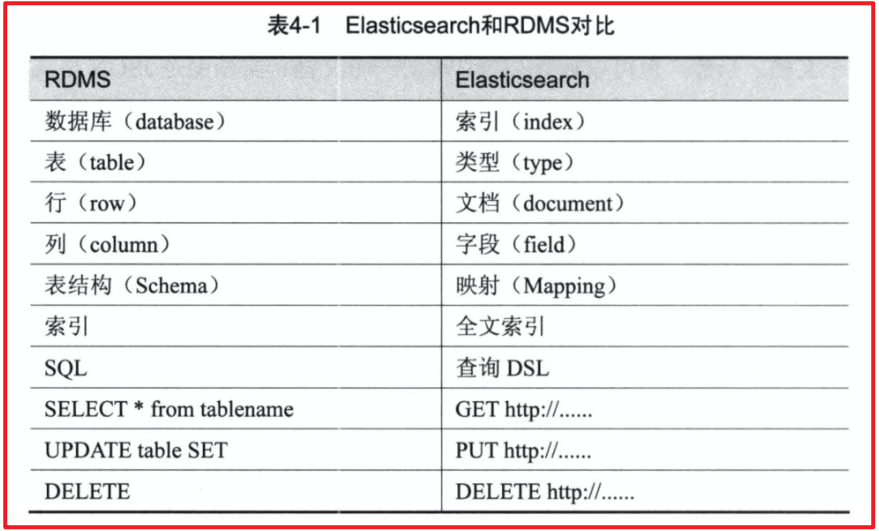 表4-1 Elasticsearch和RDMS对比
RDMS Elasticsearch
数据库（database） 索引（index）
表（table） 类型（type）
行（row） 文档（document）
列（column） 字段（field）
表结构（Schema） 映射（Mapping）
索引 全文索引
SQL 查询 DSL
SELECT * from tablename GET http://......
UPDATE table SET PUT http://......
DELETE DELETE http://......